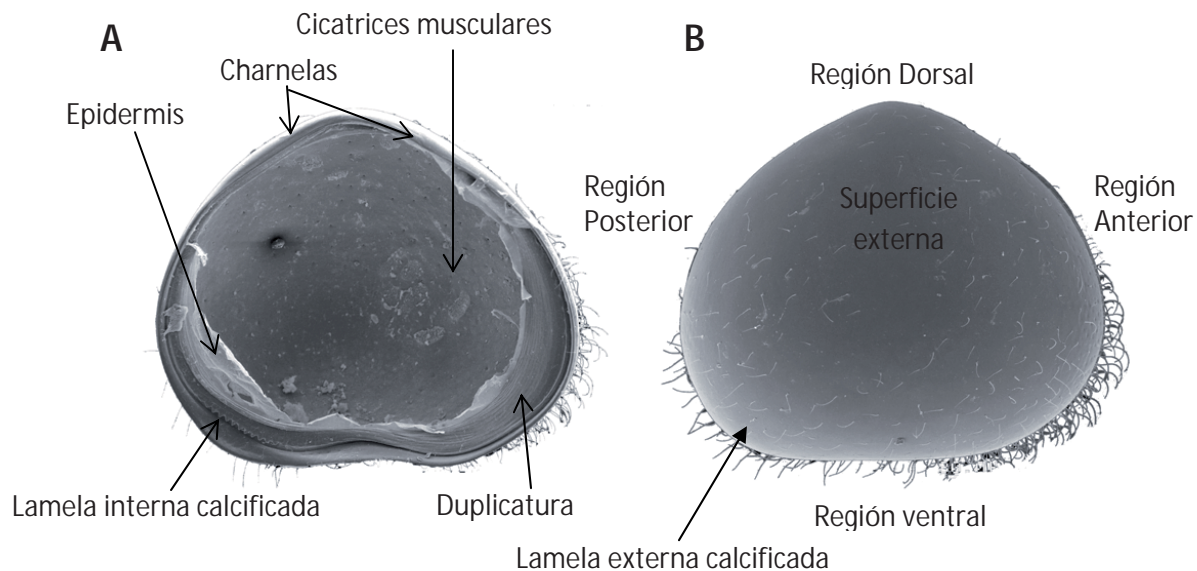 A
Cicatrices musculares
Charnelas
Epidermis
Lamela interna calcificada
Duplicatura
B
Región Dorsal
Región
Posterior
Superficie
externa
Región
Anterior
Región ventral
Lamela externa calcificada